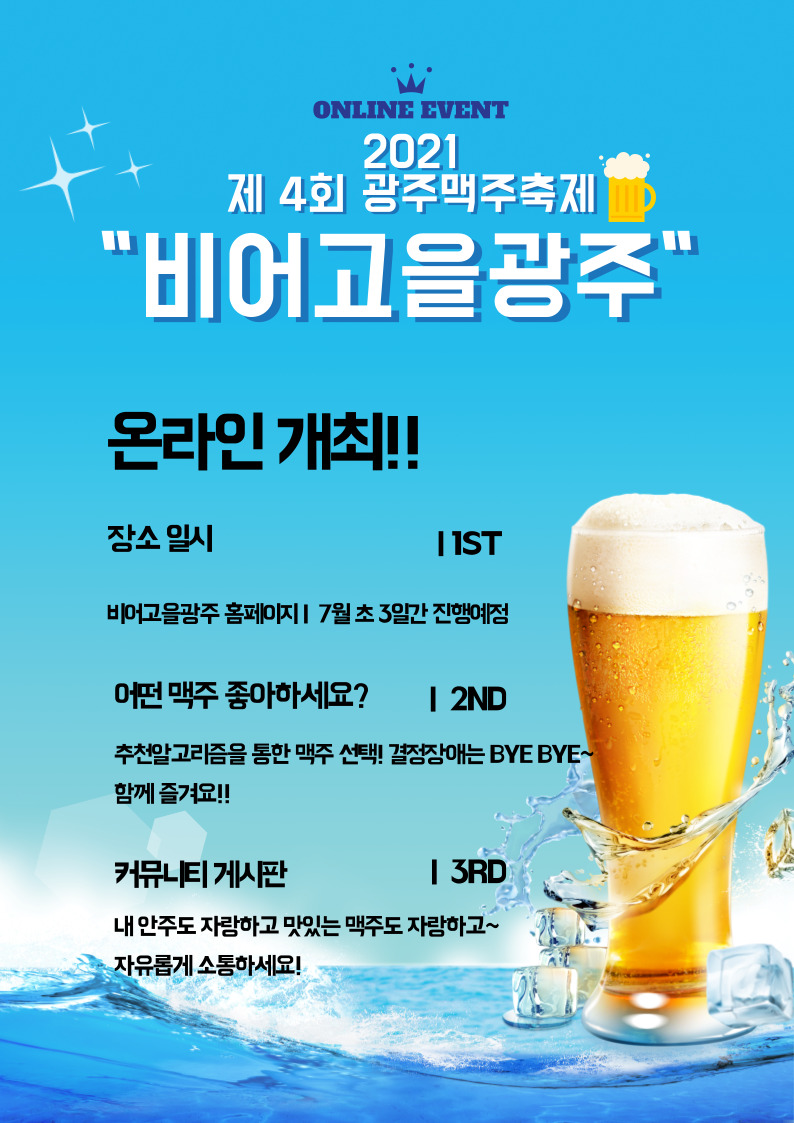 ONLINE EVENT
2021
제 4회 광주맥주축제
"비어고을광주"
온라인 개최!!
장소 일시 | 1ST
비어고을광주 홈페이지 | 7월 초 3일간 진행예정
어떤 맥주 좋아하세요? | 2ND
추천알고리즘을 통한 맥주 선택! 결정장애는 BYE BYE~
함께 즐겨요!!
커뮤니티 게시판 | 3RD
내 안주도 자랑하고 맛있는 맥주도 자랑하고~
자유롭게 소통하세요!